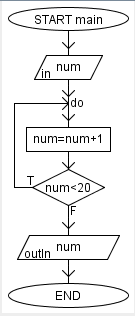 START main
num
in
do
num=num+1
T
num<20
F
num
outln
END